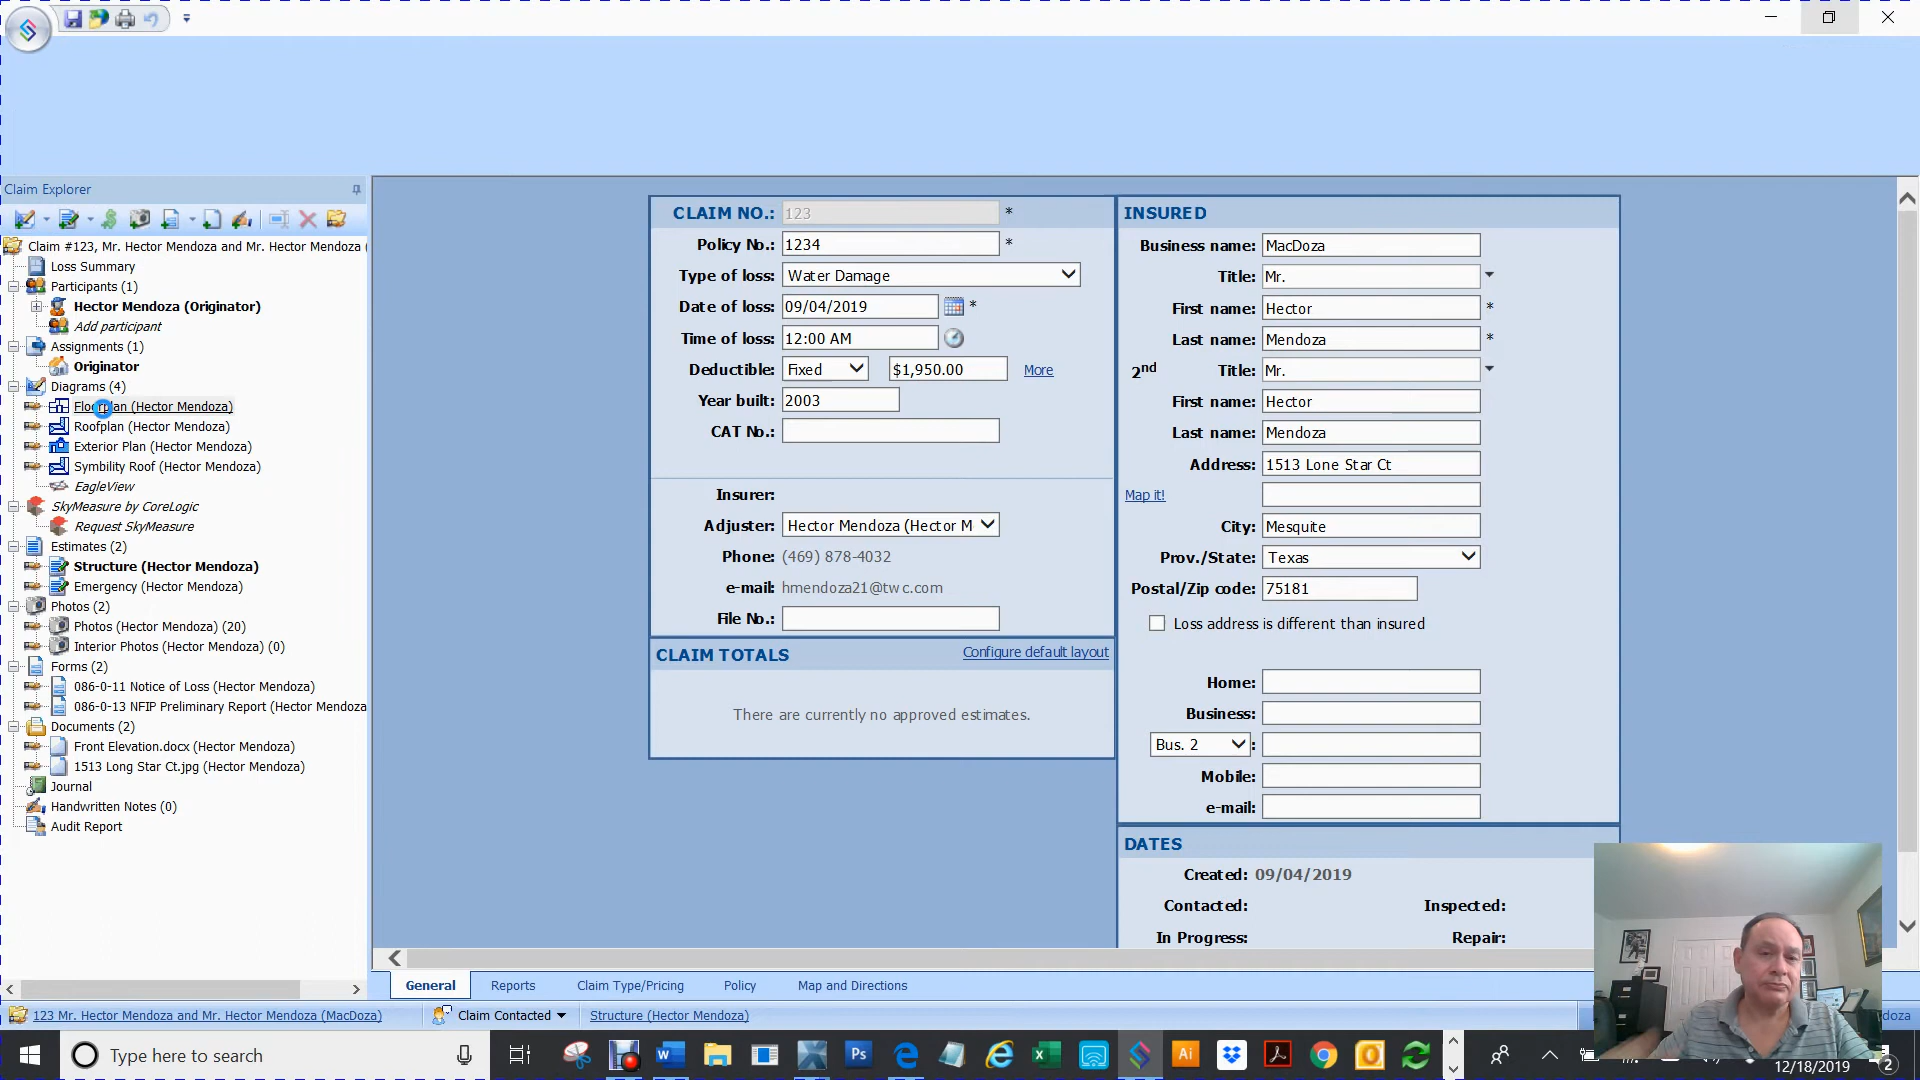 Claim Explorer
Claim #123, Mr. Hector Mendoza and Mr. Hector Mendoza (
Loss Summary
Participants (1)
Hector Mendoza (Originator)
Add participant
Assignments (1)
Originator
Diagrams (4)
Floorplan (Hector Mendoza)
Roofplan (Hector Mendoza)
Exterior Plan (Hector Mendoza)
Symbility Roof (Hector Mendoza)
EagleView
SkyMeasure by CoreLogic
Request SkyMeasure
Estimates (2)
Structure (Hector Mendoza)
Emergency (Hector Mendoza)
Photos (2)
Photos (Hector Mendoza) (20)
Interior Photos (Hector Mendoza) (0)
Forms (2)
086-0-11 Notice of Loss (Hector Mendoza)
086-0-13 NFIP Preliminary Report (Hector Mendoza
Documents (2)
Front Elevation.docx (Hector Mendoza)
1513 Long Star Ct.jpg (Hector Mendoza)
Journal
Handwritten Notes (0)
Audit Report
CLAIM NO.: 123 *
Policy No.: 1234 *
Type of loss: Water Damage
Date of loss: 09/04/2019 *
Time of loss: 12:00 AM
Deductible: Fixed $1,950.00 More
Year built: 2003
CAT No.:
Insurer:
Adjuster: Hector Mendoza (Hector M
Phone: (469) 878-4032
e-mail: hmendoza21@twc.com
File No.:
CLAIM TOTALS Configure default layout
There are currently no approved estimates.
INSURED
Business name: MacDoza
Title: Mr.
First name: Hector *
Last name: Mendoza *
2nd Title: Mr.
First name: Hector
Last name: Mendoza
Address: 1513 Lone Star Ct
Map it!
City: Mesquite
Prov./State: Texas
Postal/Zip code: 75181
Loss address is different than insured
Home:
Business:
Bus. 2 :
Mobile:
e-mail:
DATES
Created: 09/04/2019
Contacted: Inspected:
In Progress: Repair:
General Reports Claim Type/Pricing Policy Map and Directions
123 Mr. Hector Mendoza and Mr. Hector Mendoza (MacDoza) Claim Contacted Structure (Hector Mendoza) doza
Type here to search
12/18/2019
2